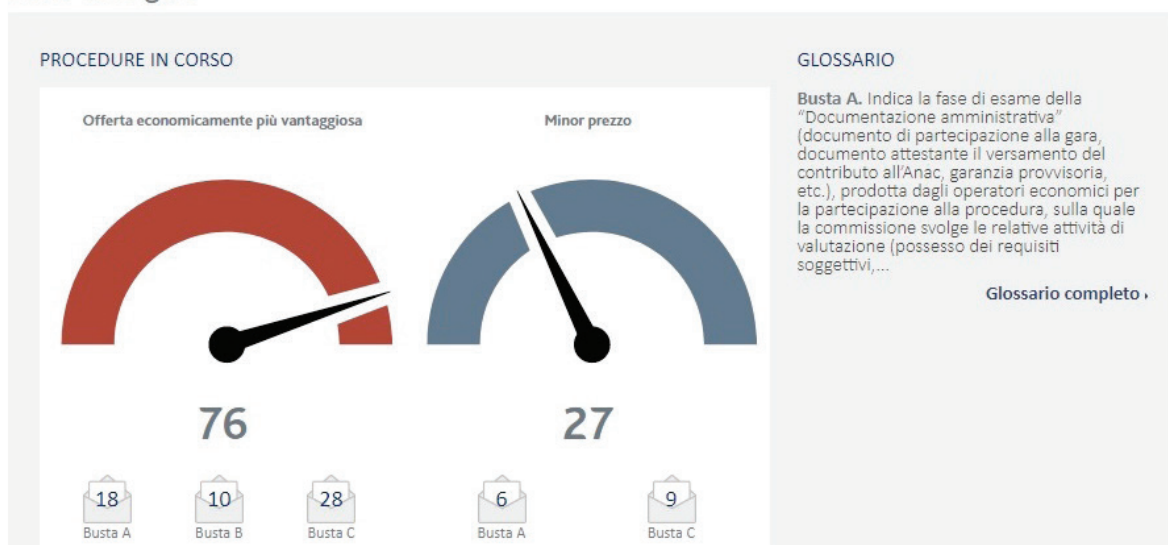 PROCEDURE IN CORSO
Offerta economicamente più vantaggiosa
76
18
10
28
Busta A
Busta B
Busta C
Minor prezzo
27
6
9
Busta A
Busta C
GLOSSARIO
Busta A. Indica la fase di esame della
“Documentazione amministrativa”
(documento di partecipazione alla gara,
documento attestante il versamento del
contributo all'Anac, garanzia provvisoria,
etc.), prodotta dagli operatori economici per
la partecipazione alla procedura, sulla quale
la commissione svolge le relative attività di
valutazione (possesso dei requisiti
soggettivi,...
Glossario completo ›